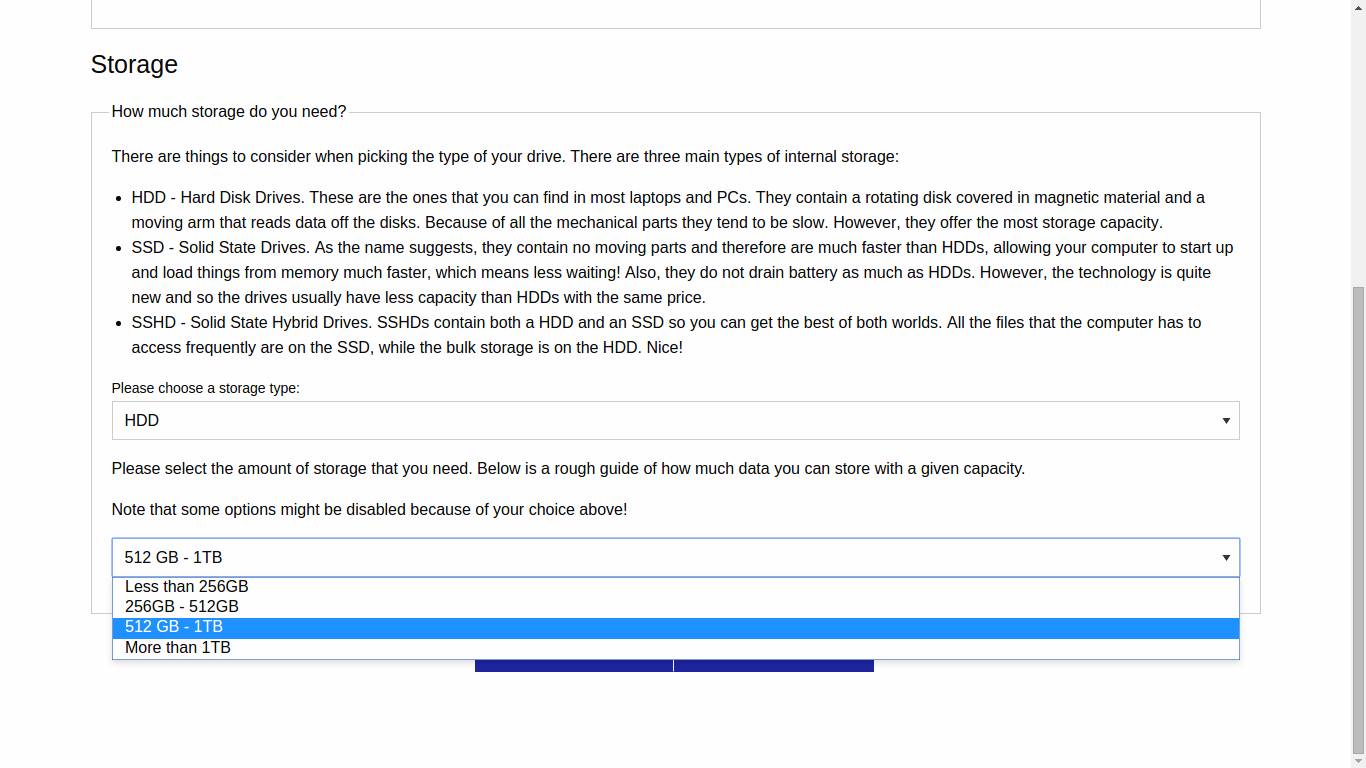 Storage
How much storage do you need?
There are things to consider when picking the type of your drive. There are three main types of internal storage:
HDD - Hard Disk Drives. These are the ones that you can find in most laptops and PCs. They contain a rotating disk covered in magnetic material and a
moving arm that reads data off the disks. Because of all the mechanical parts they tend to be slow. However, they offer the most storage capacity.
SSD - Solid State Drives. As the name suggests, they contain no moving parts and therefore are much faster than HDDs, allowing your computer to start up
and load things from memory much faster, which means less waiting! Also, they do not drain battery as much as HDDs. However, the technology is quite
new and so the drives usually have less capacity than HDDs with the same price.
SSHD - Solid State Hybrid Drives. SSHDs contain both a HDD and an SSD so you can get the best of both worlds. All the files that the computer has to
access frequently are on the SSD, while the bulk storage is on the HDD. Nice!
Please choose a storage type:
HDD
Please select the amount of storage that you need. Below is a rough guide of how much data you can store with a given capacity.
Note that some options might be disabled because of your choice above!
512 GB - 1TB
Less than 256GB
256GB - 512GB
512 GB - 1TB
More than 1TB